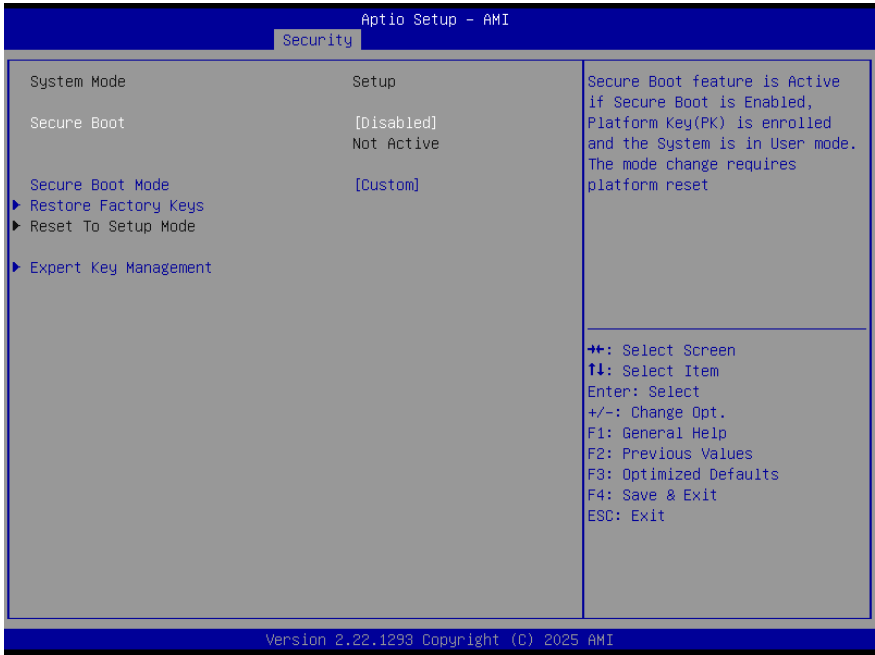 Aptio Setup - AMI
Security
System Mode Setup
Secure Boot [Disabled]
Not Active
Secure Boot Mode [Custom]
Restore Factory Keys
Reset To Setup Mode
Expert Key Management
Secure Boot feature is Active
if Secure Boot is Enabled,
Platform Key(PK) is enrolled
and the System is in User mode.
The mode change requires
platform reset
→←: Select Screen
↑↓: Select Item
Enter: Select
+/-: Change Opt.
F1: General Help
F2: Previous Values
F3: Optimized Defaults
F4: Save & Exit
ESC: Exit
Version 2.22.1293 Copyright (C) 2025 AMI